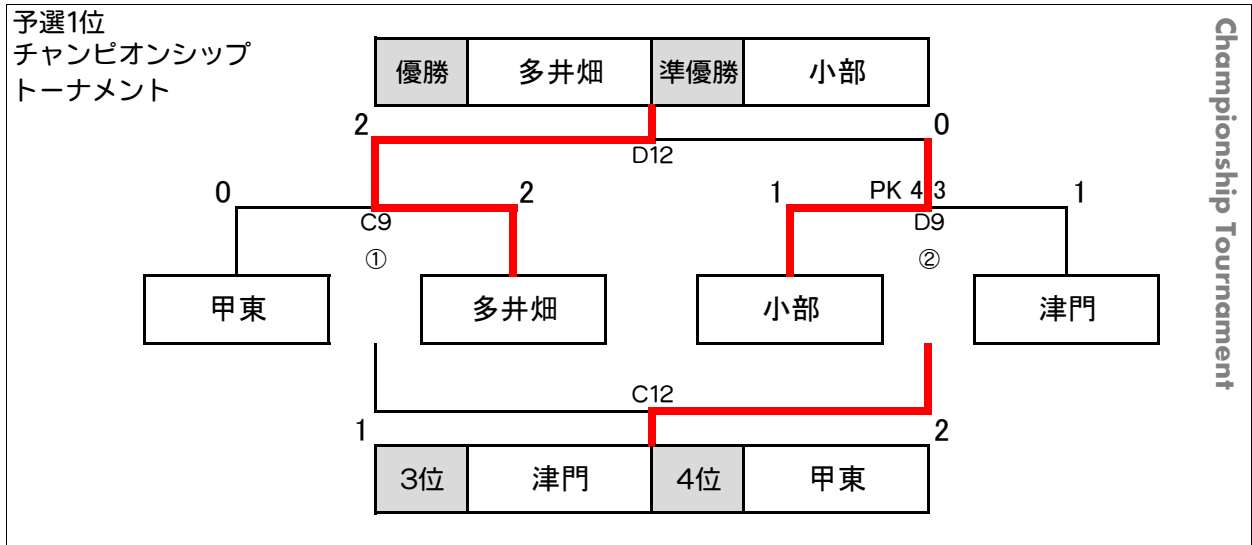 予選1位
チャンピオンシップ
トーナメント
Championship Tournament
優勝 多井畑 準優勝 小部
2 0
D12
0 2 1 PK 4 3 1
C9 D9
① ②
甲東 多井畑 小部 津門
C12
1 2
3位 津門 4位 甲東